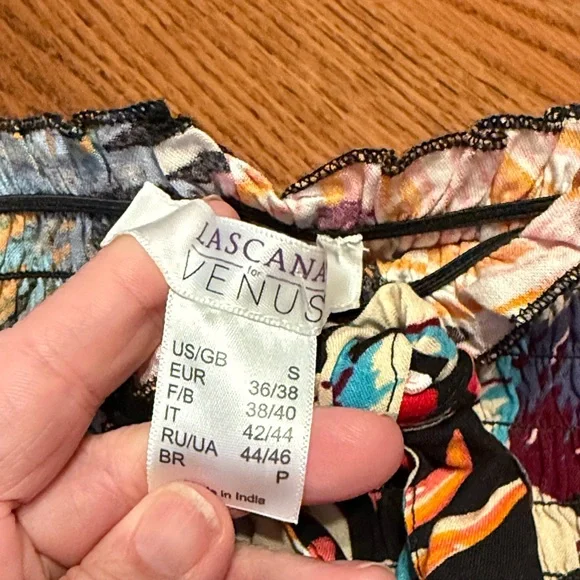 LASCANA
for
VENUS
US/GB S
EUR 36/38
F/B 38/40
IT 42/44
RU/UA 44/46
BR P
in India